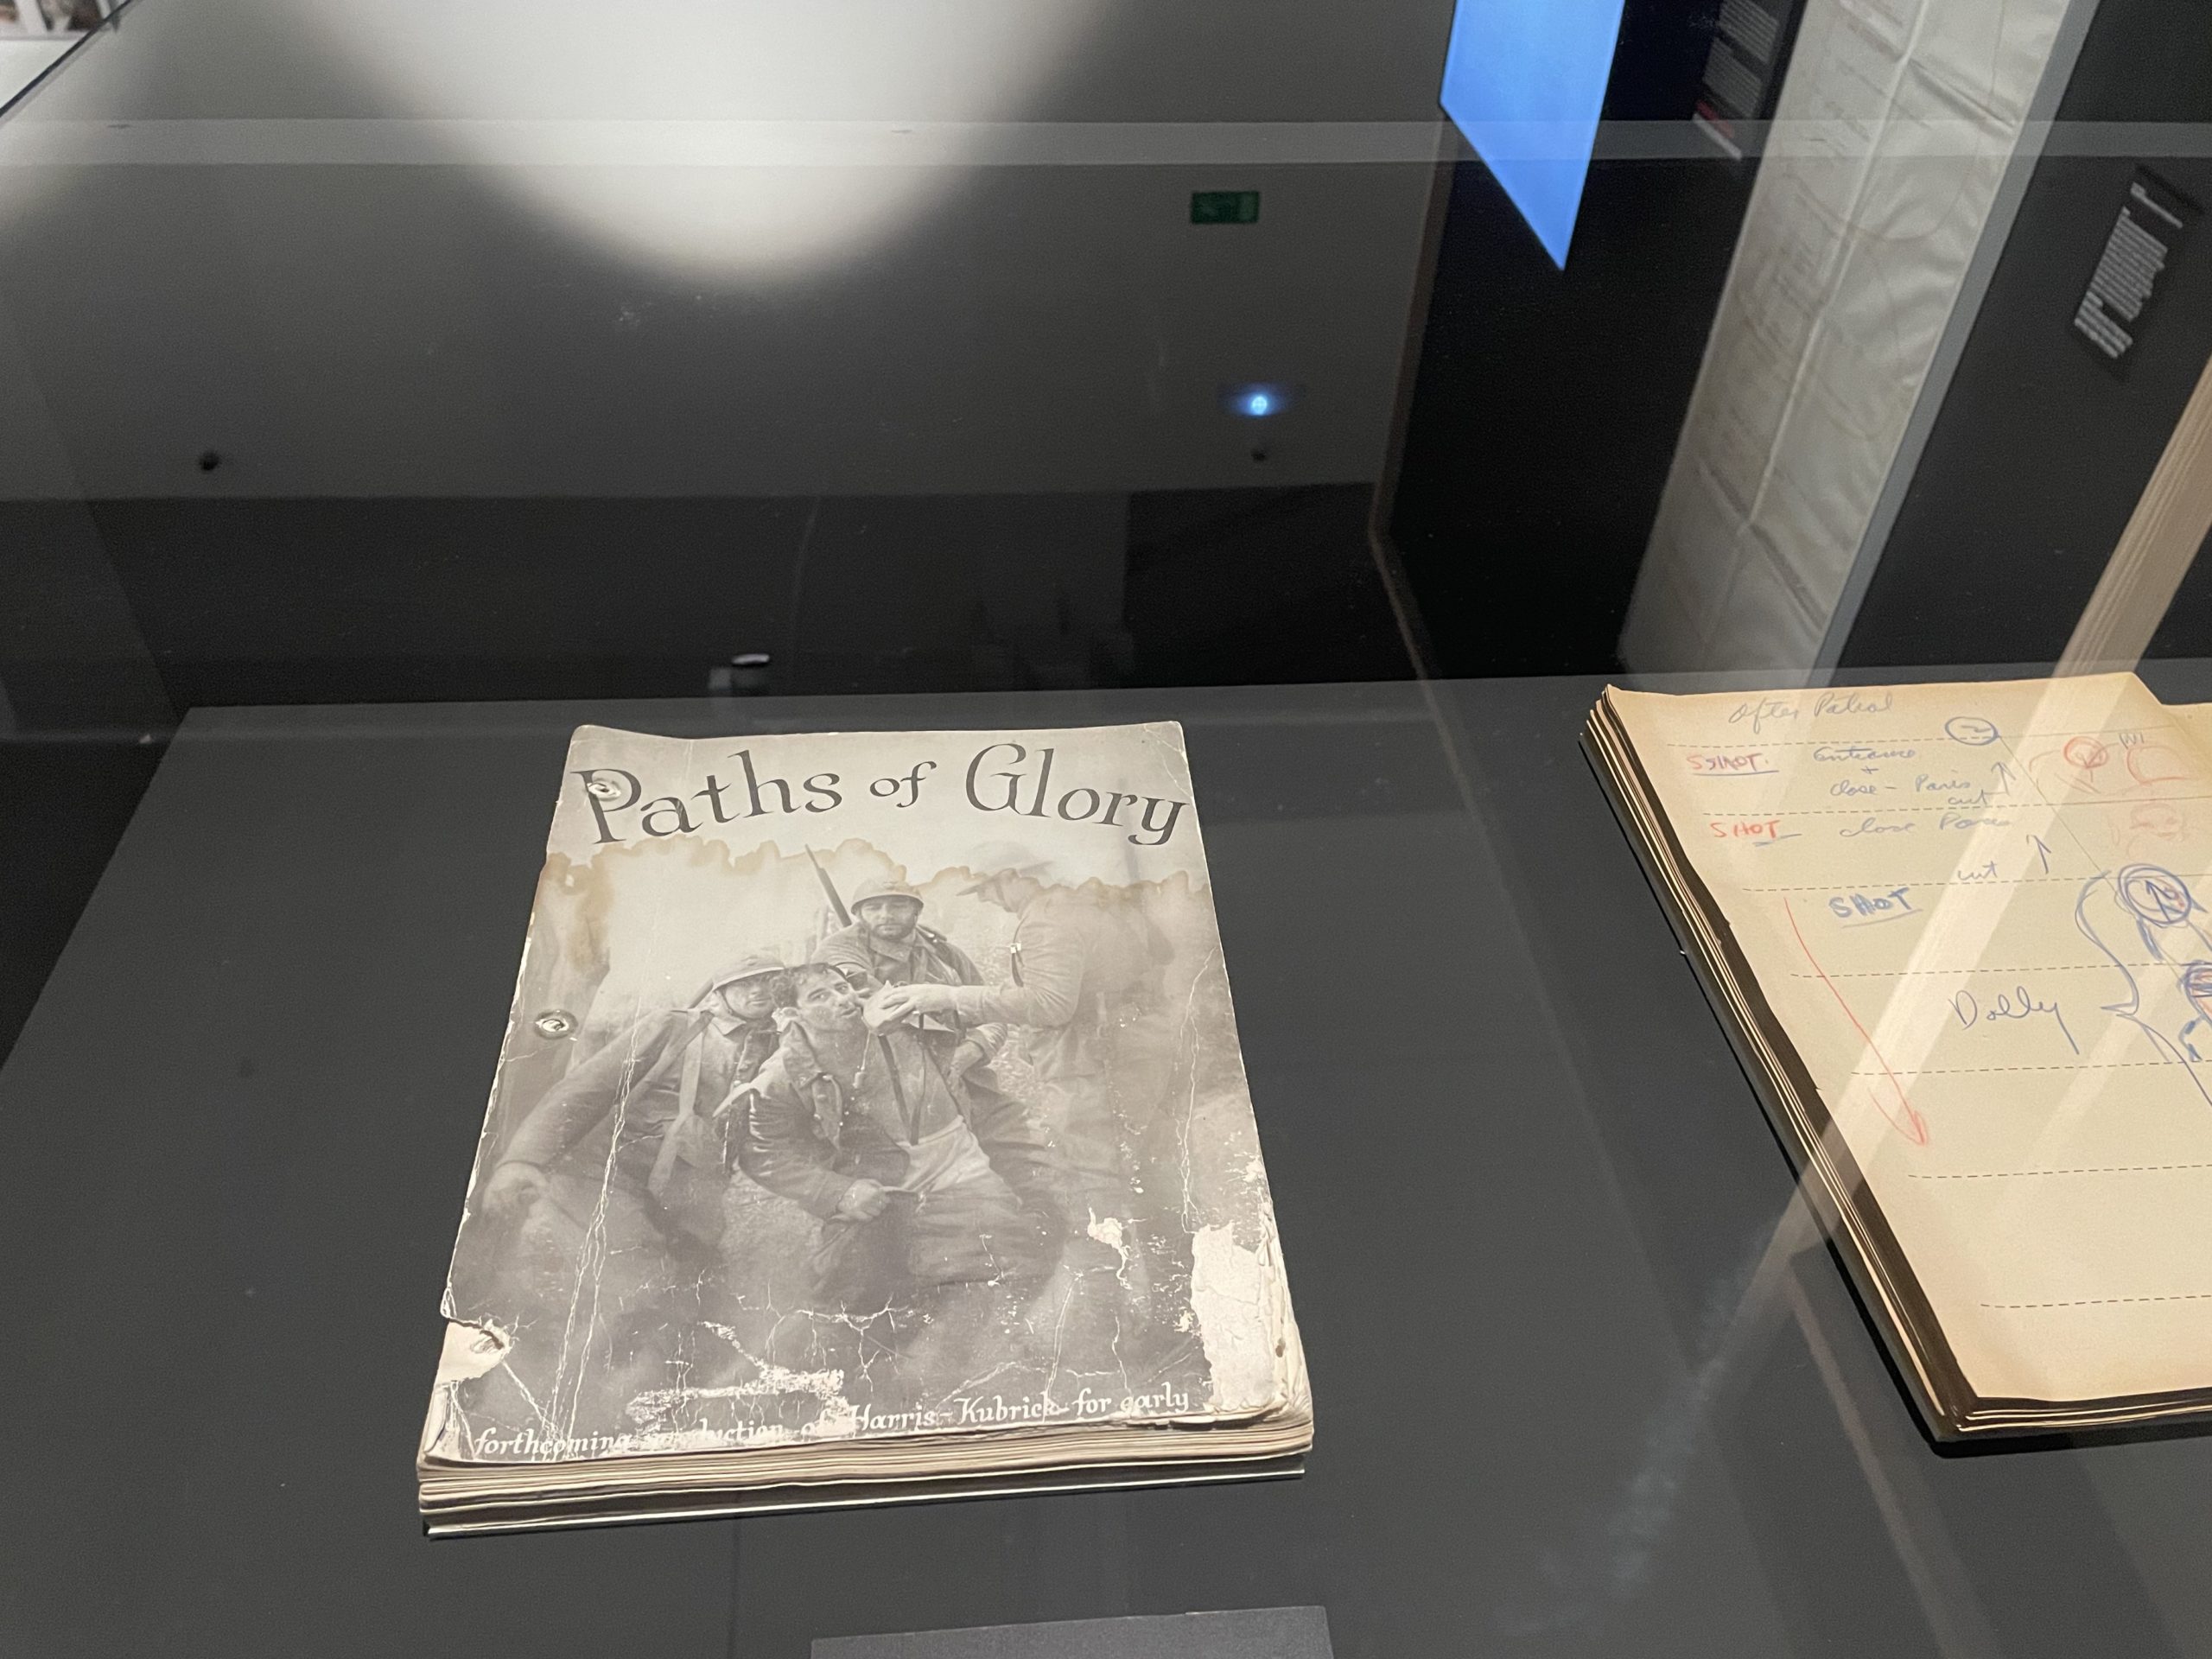 Paths of Glory
forthcoming production of Harris-Kubrick for early
After Patrol
SHOT. Entrance
+
close - Paris
cut
SHOT close Paris
cut
SHOT
Dolly